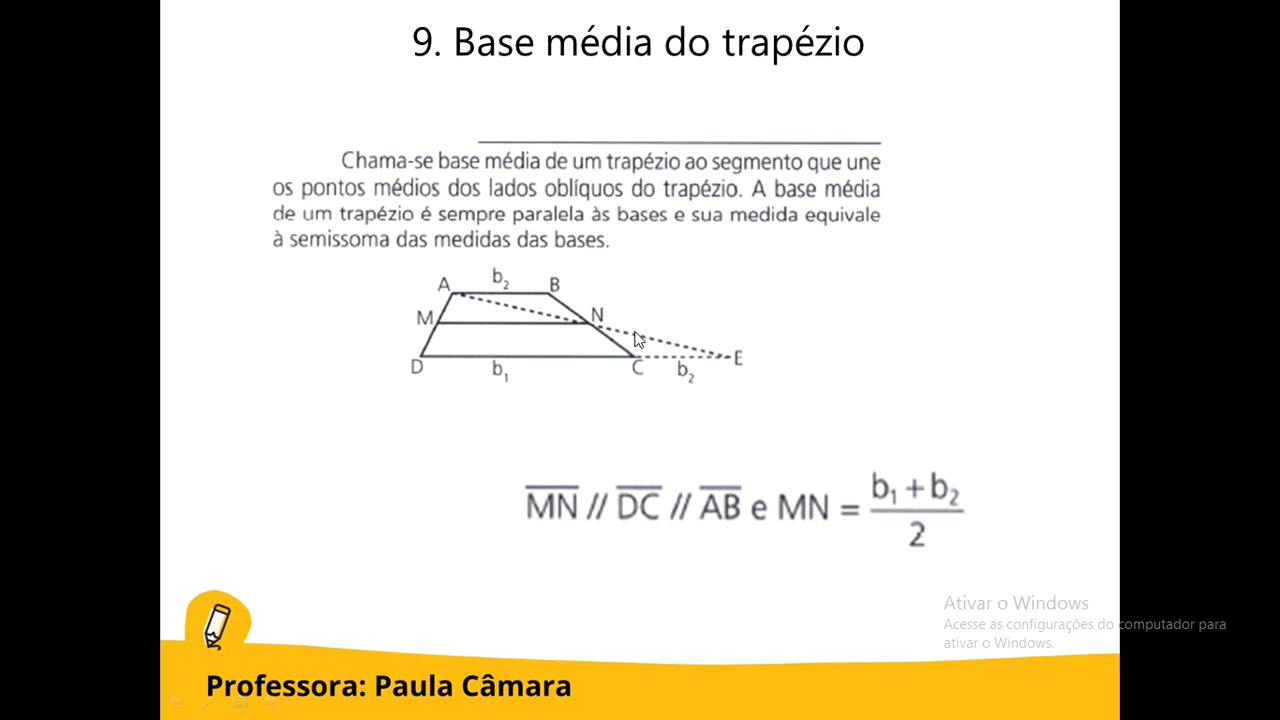 9. Base média do trapézio
Chama-se base média de um trapézio ao segmento que une
os pontos médios dos lados oblíquos do trapézio. A base média
de um trapézio é sempre paralela às bases e sua medida equivale
à semissoma das medidas das bases.
A b₂ B
M N
D b₁ C b₂ E
M̅N̅ // D̅C̅ // A̅B̅ e MN = (b₁ + b₂)/2
Ativar o Windows
Acesse as configurações do computador para
ativar o Windows.
Professora: Paula Câmara